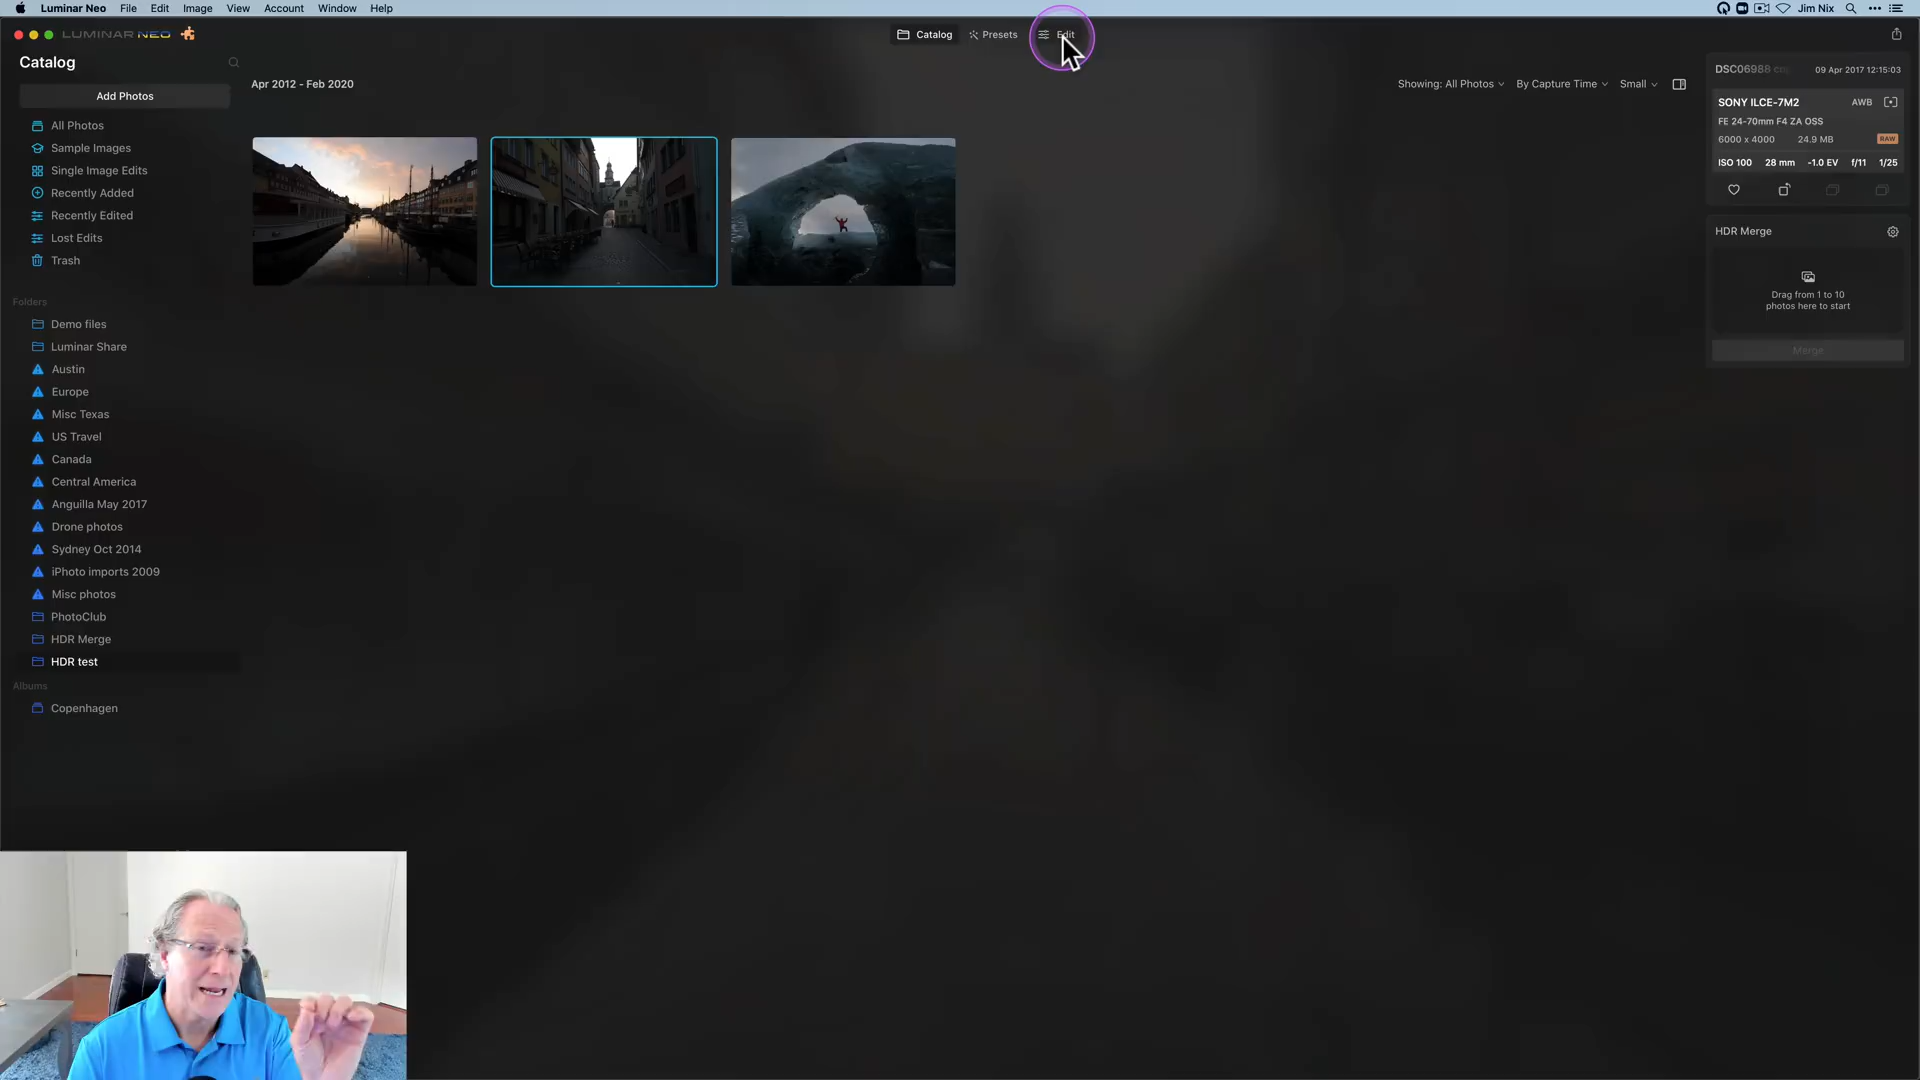 Luminar Neo File Edit Image View Account Window Help Jim Nix
LUMINAR NEO Catalog Presets Edit
Catalog
Add Photos
All Photos
Sample Images
Single Image Edits
Recently Added
Recently Edited
Lost Edits
Trash
Folders
Demo files
Luminar Share
Austin
Europe
Misc Texas
US Travel
Canada
Central America
Anguilla May 2017
Drone photos
Sydney Oct 2014
iPhoto imports 2009
Misc photos
PhotoClub
HDR Merge
HDR test
Albums
Copenhagen
Apr 2012 - Feb 2020 Showing: All Photos By Capture Time Small
DSC06988 09 Apr 2017 12:15:03
SONY ILCE-7M2 AWB
FE 24-70mm F4 ZA OSS
6000 x 4000 24.9 MB RAW
ISO 100 28 mm -1.0 EV f/11 1/25
HDR Merge
Drag from 1 to 10
photos here to start
Merge